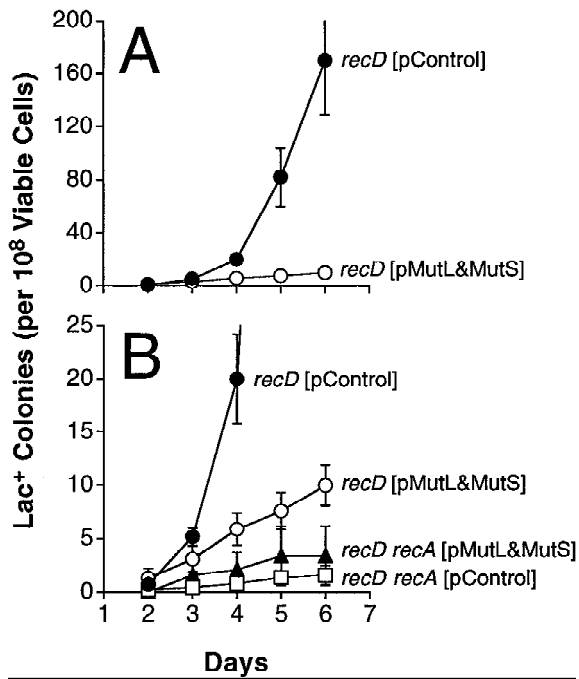 A
B
Lac+ Colonies (per 10^8 Viable Cells)
200
160
120
80
40
0
recD [pControl]
recD [pMutL&MutS]
25
20
15
10
5
0
recD [pControl]
recD [pMutL&MutS]
recD recA [pMutL&MutS]
recD recA [pControl]
1 2 3 4 5 6 7
Days